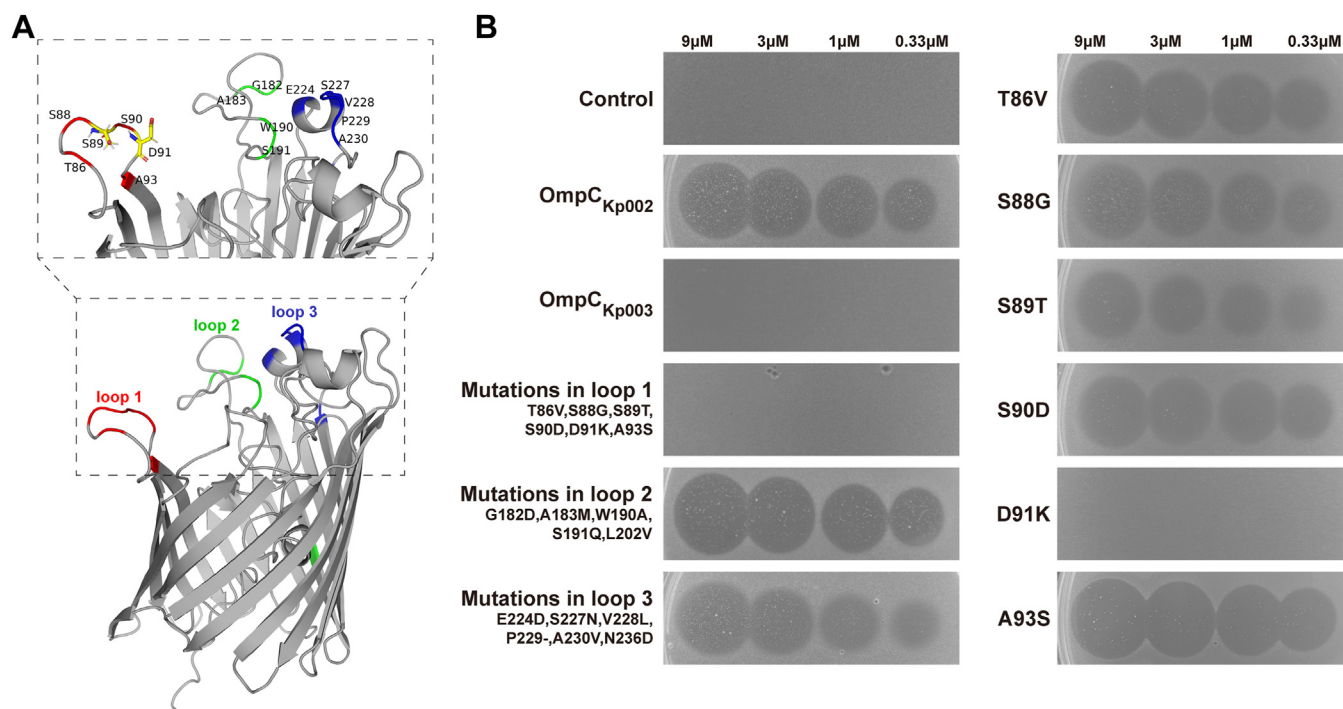 A
G182
S227
E224
A183
V228
S88
S90
P229
W190
S89
A230
D91
S191
T86
A93
loop 3
loop 2
loop 1
B
9μM 3μM 1μM 0.33μM
Control
OmpCKp002
OmpCKp003
Mutations in loop 1
T86V,S88G,S89T,
S90D,D91K,A93S
Mutations in loop 2
G182D,A183M,W190A,
S191Q,L202V
Mutations in loop 3
E224D,S227N,V228L,
P229-,A230V,N236D
9μM 3μM 1μM 0.33μM
T86V
S88G
S89T
S90D
D91K
A93S